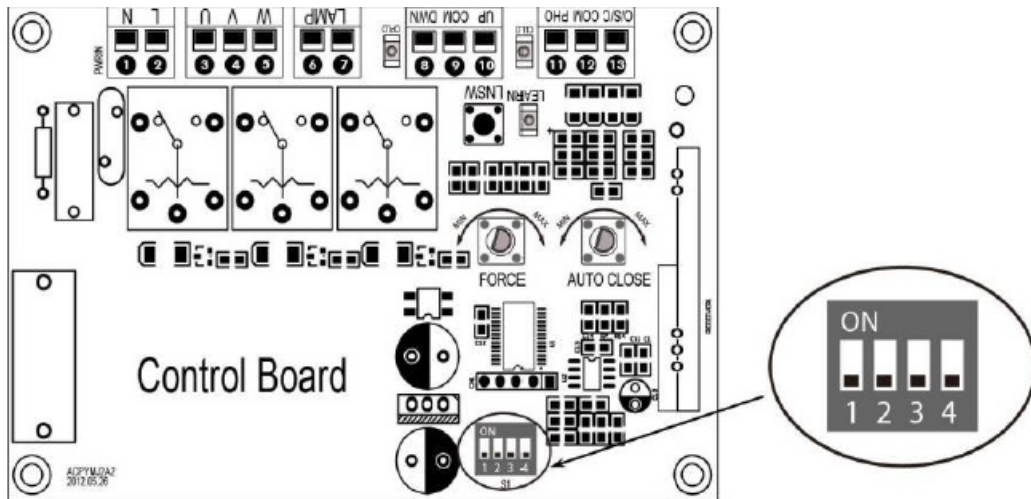 N L U V W LAMP UP COM DWN O/S/C COM PHO
PWRIN
1 2 3 4 5 6 7 8 9 10 11 12 13
LNSW LEARN
MIN MAX MIN MAX
FORCE AUTO CLOSE
Control Board
ON
1 2 3 4
S1
ACPYMJ2A2
2012.05.26
ON
1 2 3 4